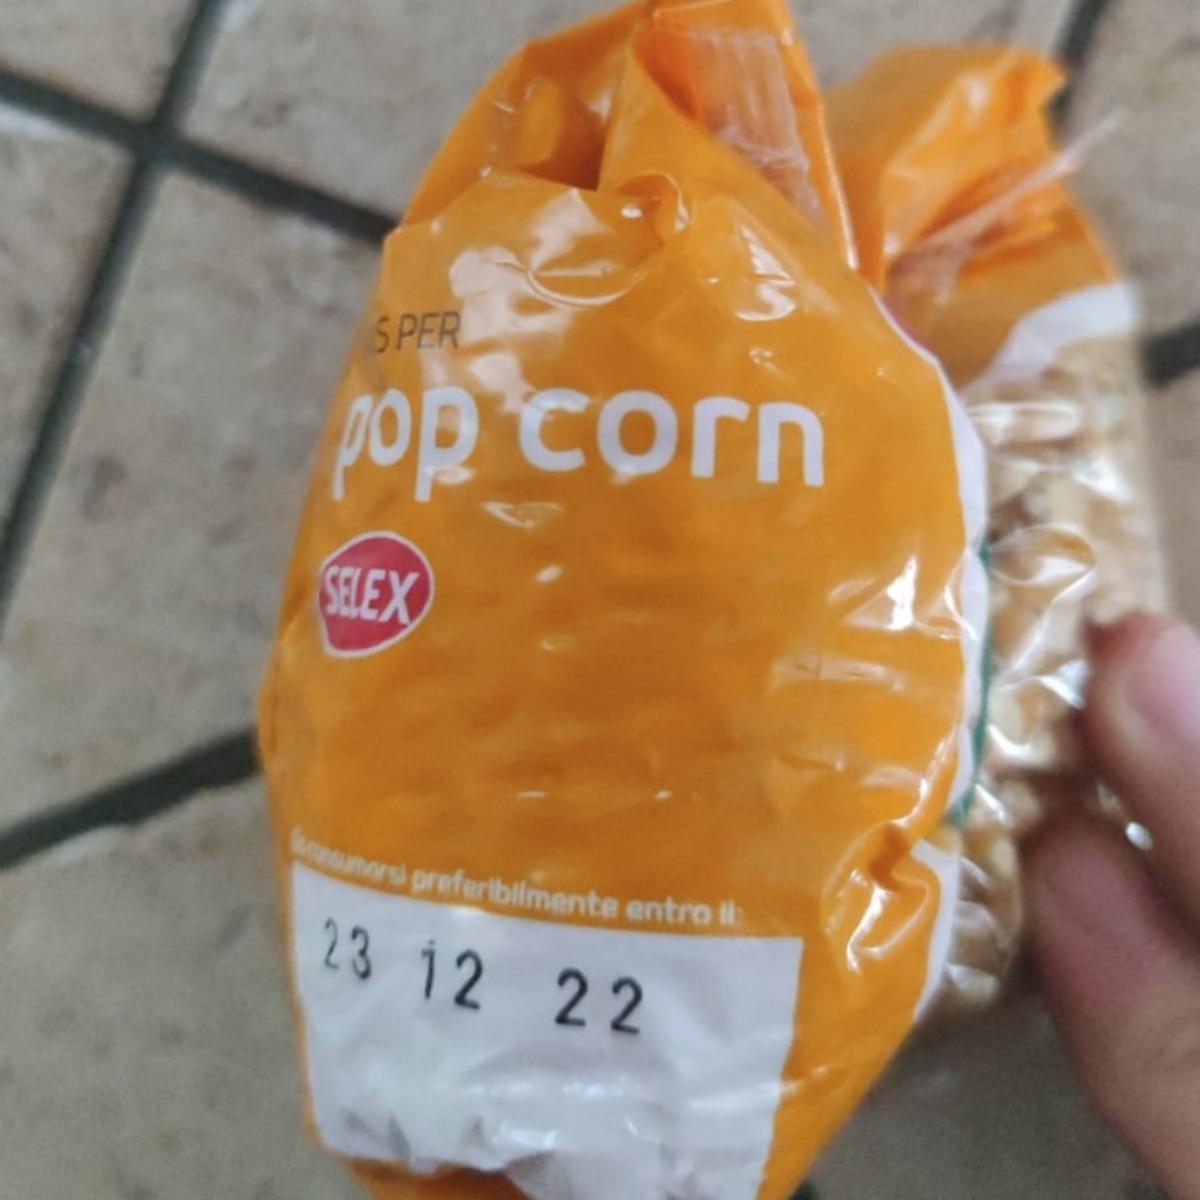 S PER
pop corn
SELEX
da consumarsi preferibilmente entro il:
23 12 22